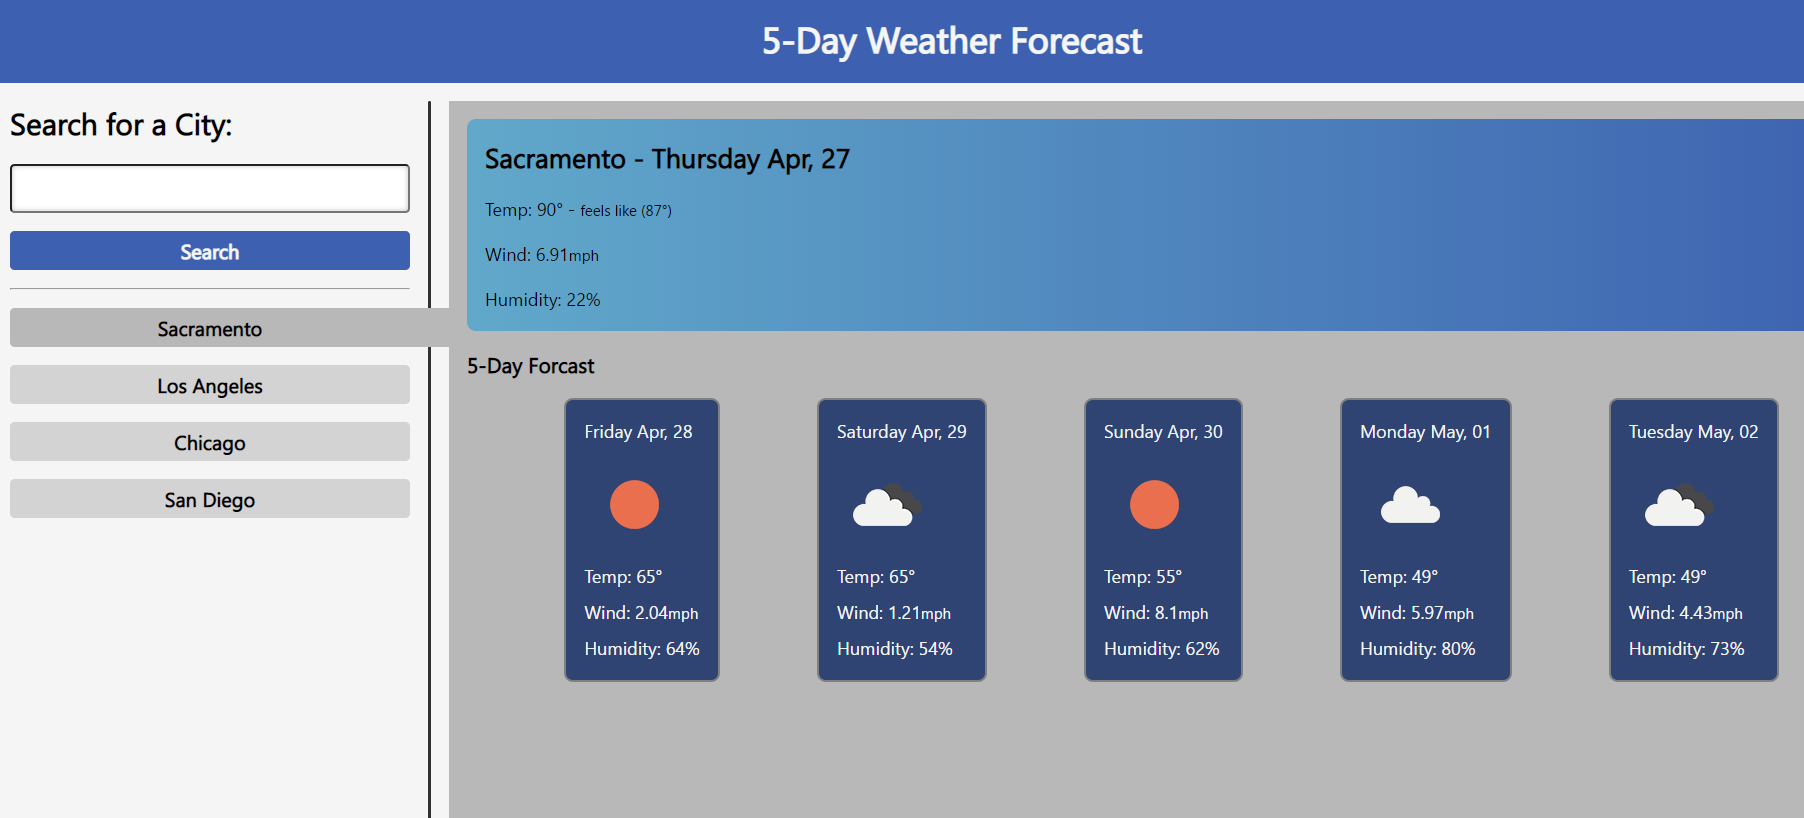 5-Day Weather Forecast
Search for a City:
Search
Sacramento
Los Angeles
Chicago
San Diego
Sacramento - Thursday Apr, 27
Temp: 90° - feels like (87°)
Wind: 6.91mph
Humidity: 22%
5-Day Forcast
Friday Apr, 28
Temp: 65°
Wind: 2.04mph
Humidity: 64%
Saturday Apr, 29
Temp: 65°
Wind: 1.21mph
Humidity: 54%
Sunday Apr, 30
Temp: 55°
Wind: 8.1mph
Humidity: 62%
Monday May, 01
Temp: 49°
Wind: 5.97mph
Humidity: 80%
Tuesday May, 02
Temp: 49°
Wind: 4.43mph
Humidity: 73%